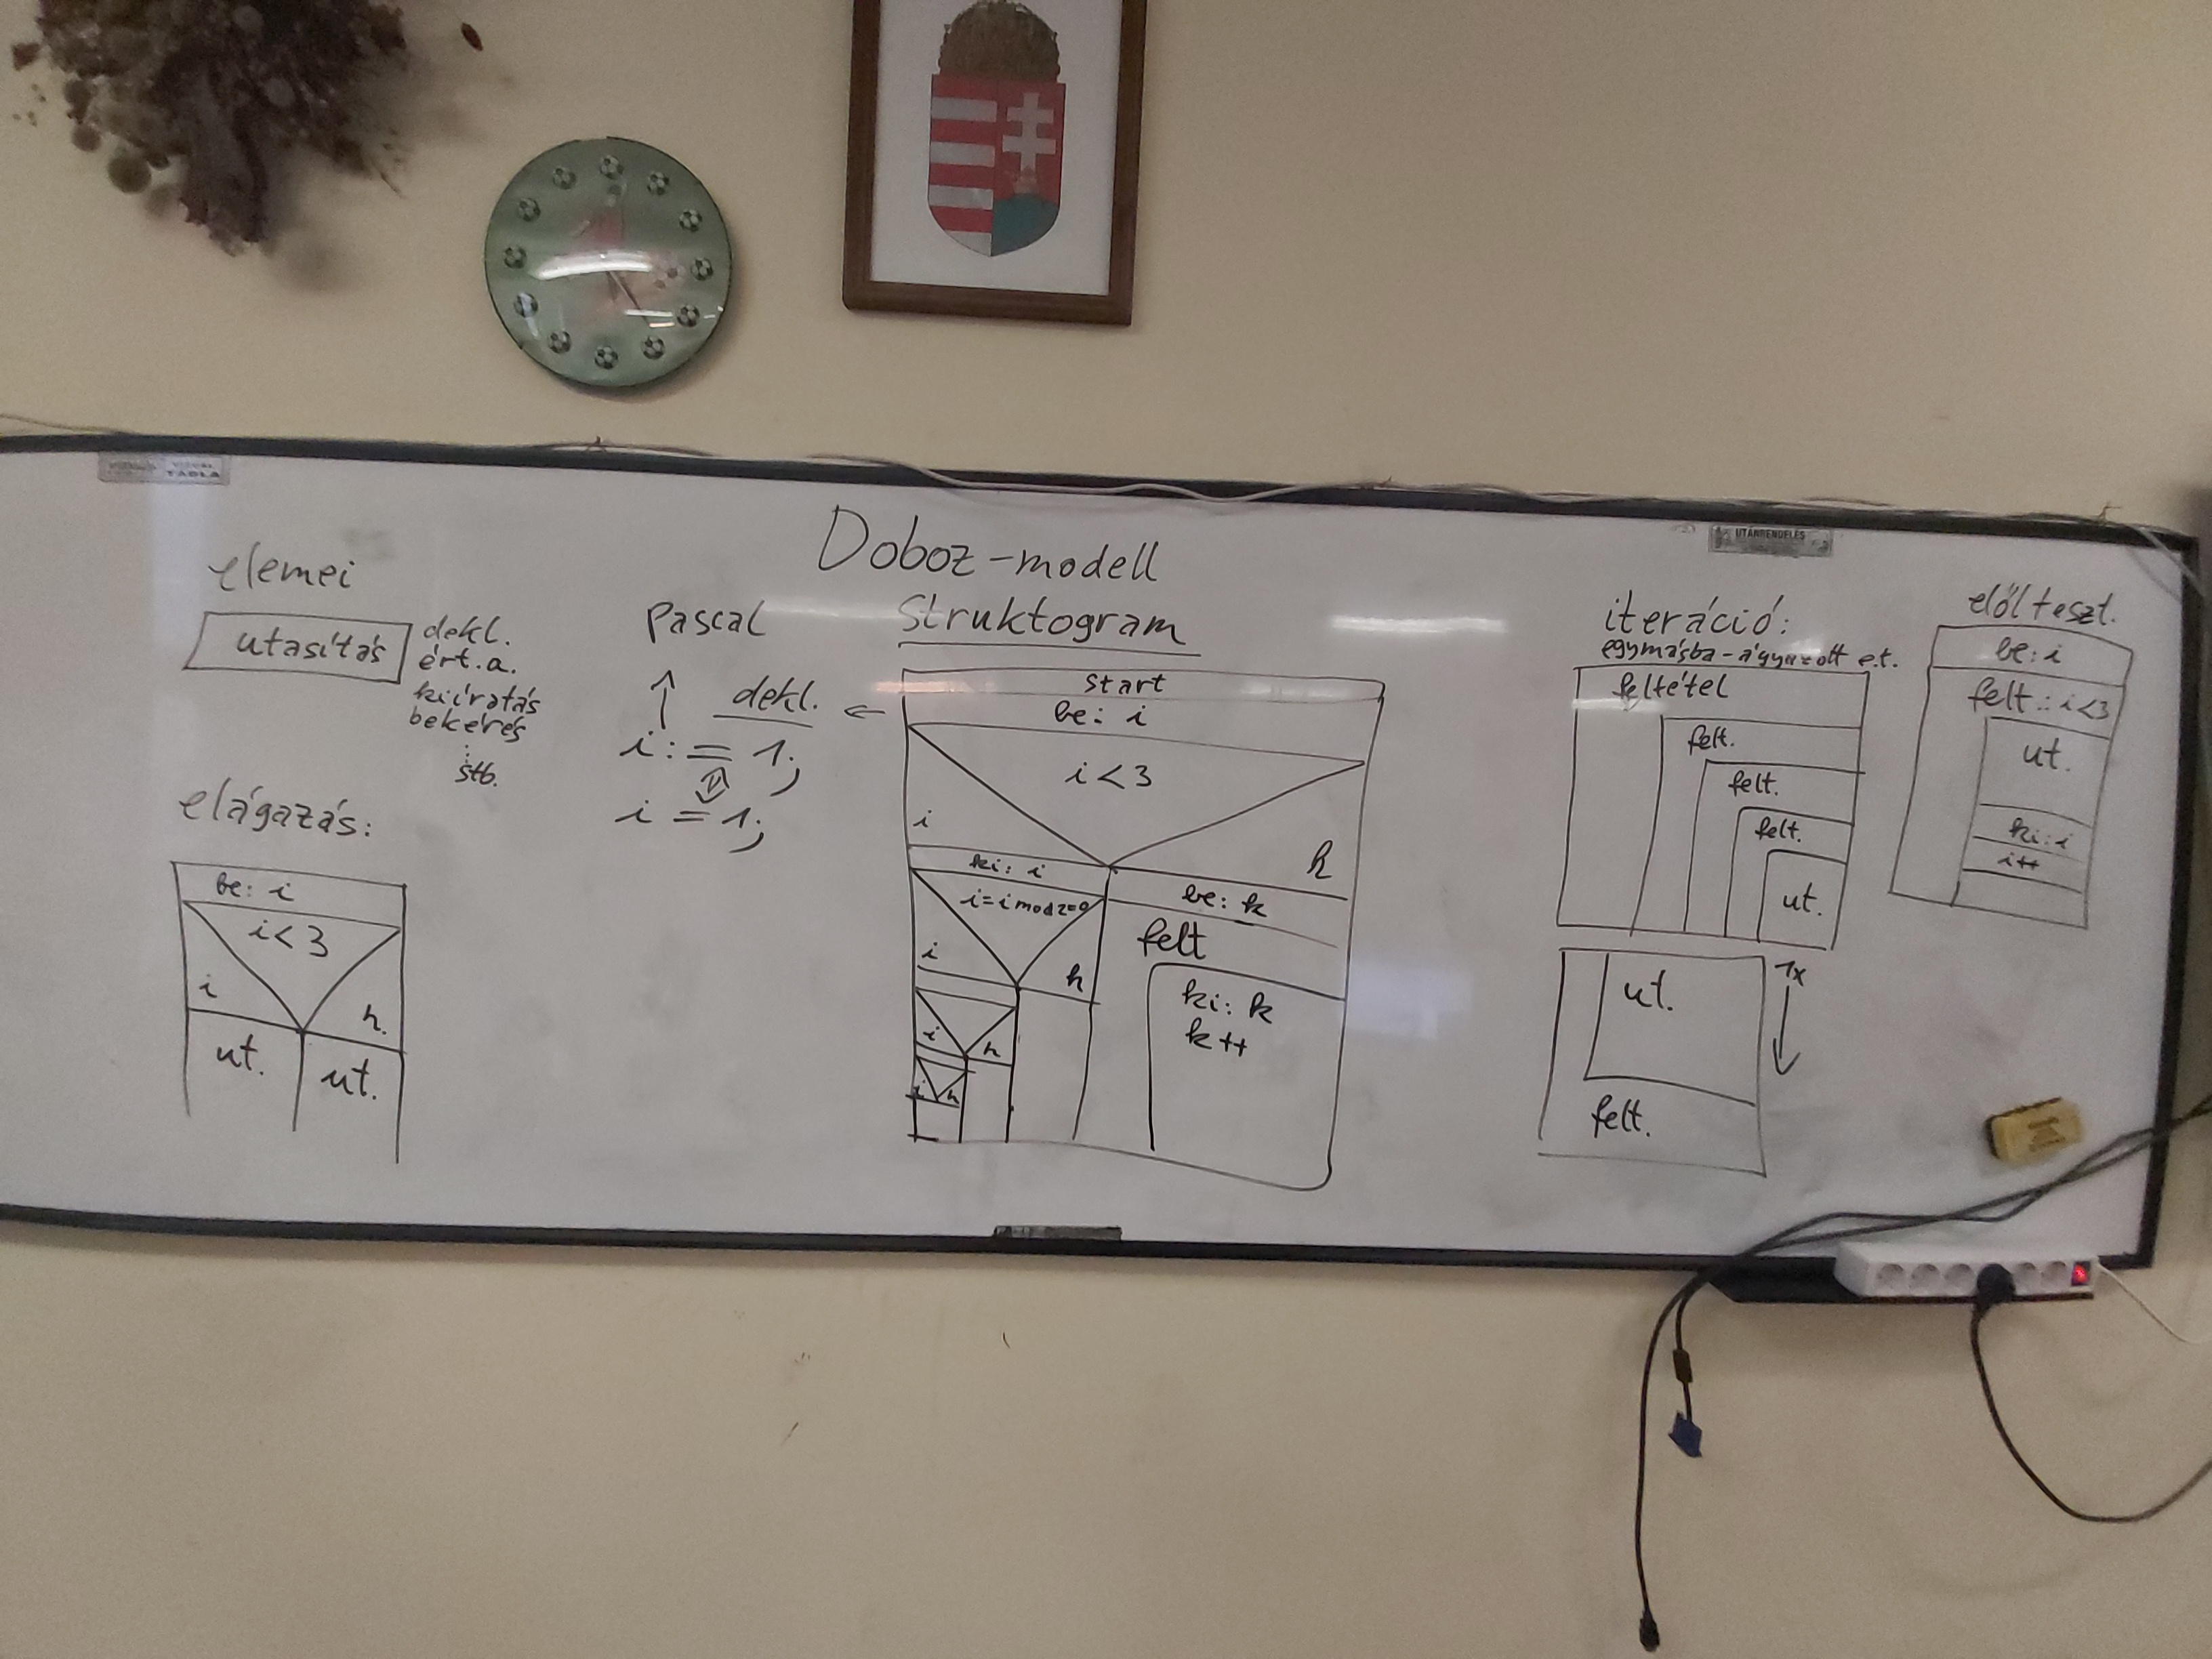 TÁBLA
UTÁNRENDELÉS
Doboz-modell
Struktogram
elemei
utasítás
dekl.
ért.a.
kiíratás
bekérés
stb.
elágazás:
be: i
i<3
i
h.
ut.
ut.
pascal
dekl.
i:=1;
i=1;
start
be: i
i<3
i
h
ki: i
i=i mod 2=0
i
h
i
h
i
h
be: k
felt
ki: k
k++
iteráció:
egymásba-ágyazott e.t.
feltétel
felt.
felt.
felt.
ut.
ut.
felt.
1x
elől teszt.
be: i
felt.: i<3
ut.
ki: i
i++